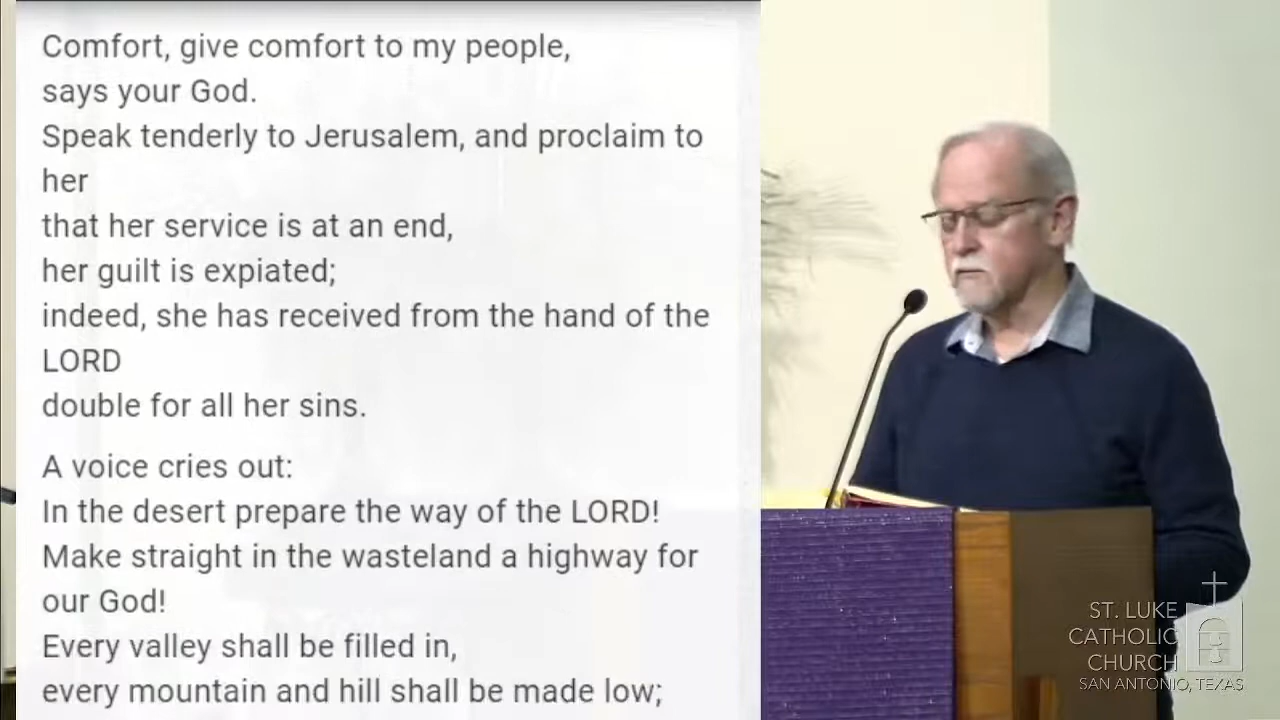 Comfort, give comfort to my people,
says your God.
Speak tenderly to Jerusalem, and proclaim to
her
that her service is at an end,
her guilt is expiated;
indeed, she has received from the hand of the
LORD
double for all her sins.
A voice cries out:
In the desert prepare the way of the LORD!
Make straight in the wasteland a highway for
our God!
Every valley shall be filled in,
every mountain and hill shall be made low;
ST. LUKE
CATHOLIC
CHURCH
SAN ANTONIO, TEXAS